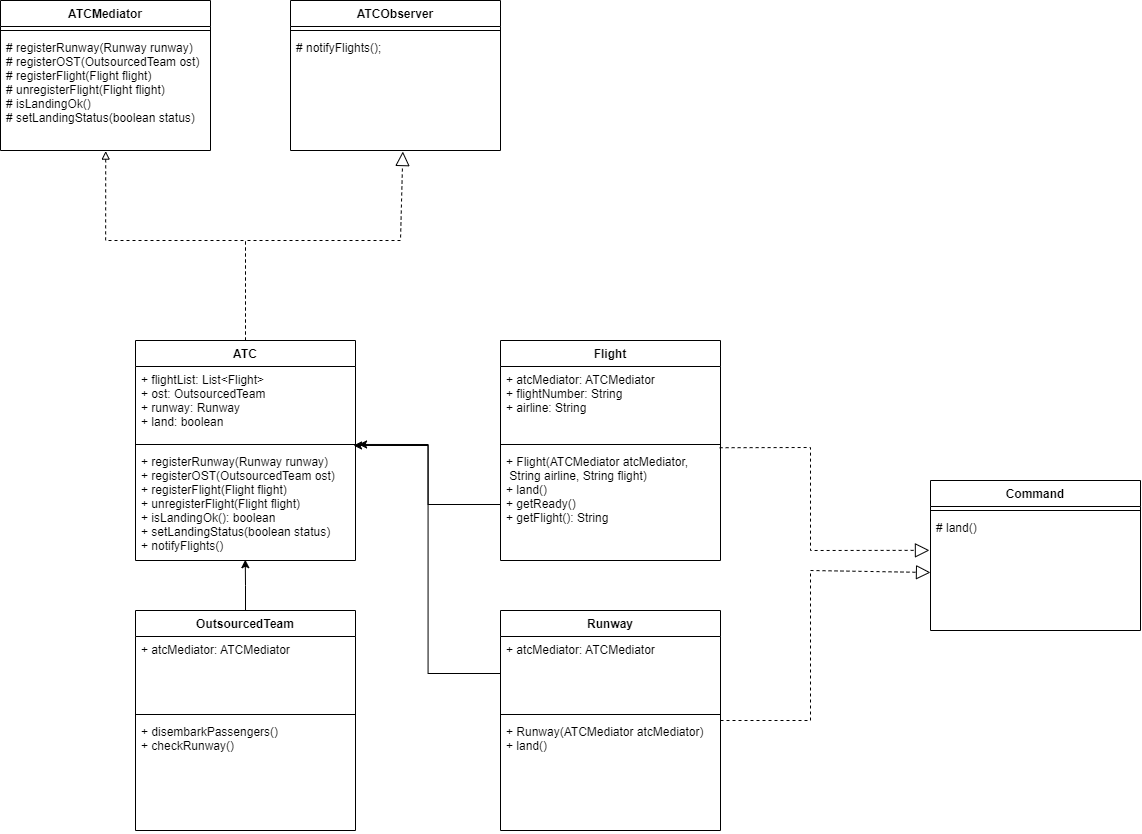 ATCMediator
# registerRunway(Runway runway)
# registerOST(OutsourcedTeam ost)
# registerFlight(Flight flight)
# unregisterFlight(Flight flight)
# isLandingOk()
# setLandingStatus(boolean status)
ATCObserver
# notifyFlights();
ATC
+ flightList: List<Flight>
+ ost: OutsourcedTeam
+ runway: Runway
+ land: boolean
+ registerRunway(Runway runway)
+ registerOST(OutsourcedTeam ost)
+ registerFlight(Flight flight)
+ unregisterFlight(Flight flight)
+ isLandingOk(): boolean
+ setLandingStatus(boolean status)
+ notifyFlights()
Flight
+ atcMediator: ATCMediator
+ flightNumber: String
+ airline: String
+ Flight(ATCMediator atcMediator,
String airline, String flight)
+ land()
+ getReady()
+ getFlight(): String
Command
# land()
OutsourcedTeam
+ atcMediator: ATCMediator
+ disembarkPassengers()
+ checkRunway()
Runway
+ atcMediator: ATCMediator
+ Runway(ATCMediator atcMediator)
+ land()